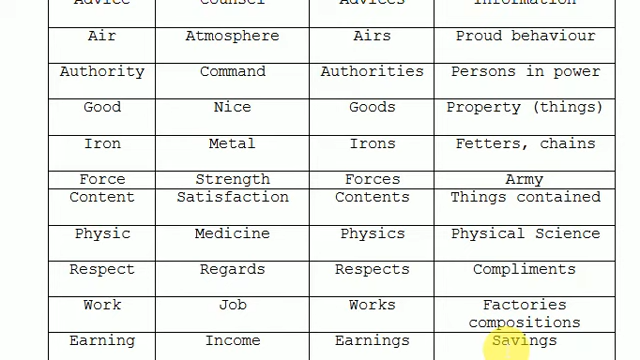 Advice Counsel Advices Information
Air Atmosphere Airs Proud behaviour
Authority Command Authorities Persons in power
Good Nice Goods Property (things)
Iron Metal Irons Fetters, chains
Force Strength Forces Army
Content Satisfaction Contents Things contained
Physic Medicine Physics Physical Science
Respect Regards Respects Compliments
Work Job Works Factories
compositions
Earning Income Earnings Savings